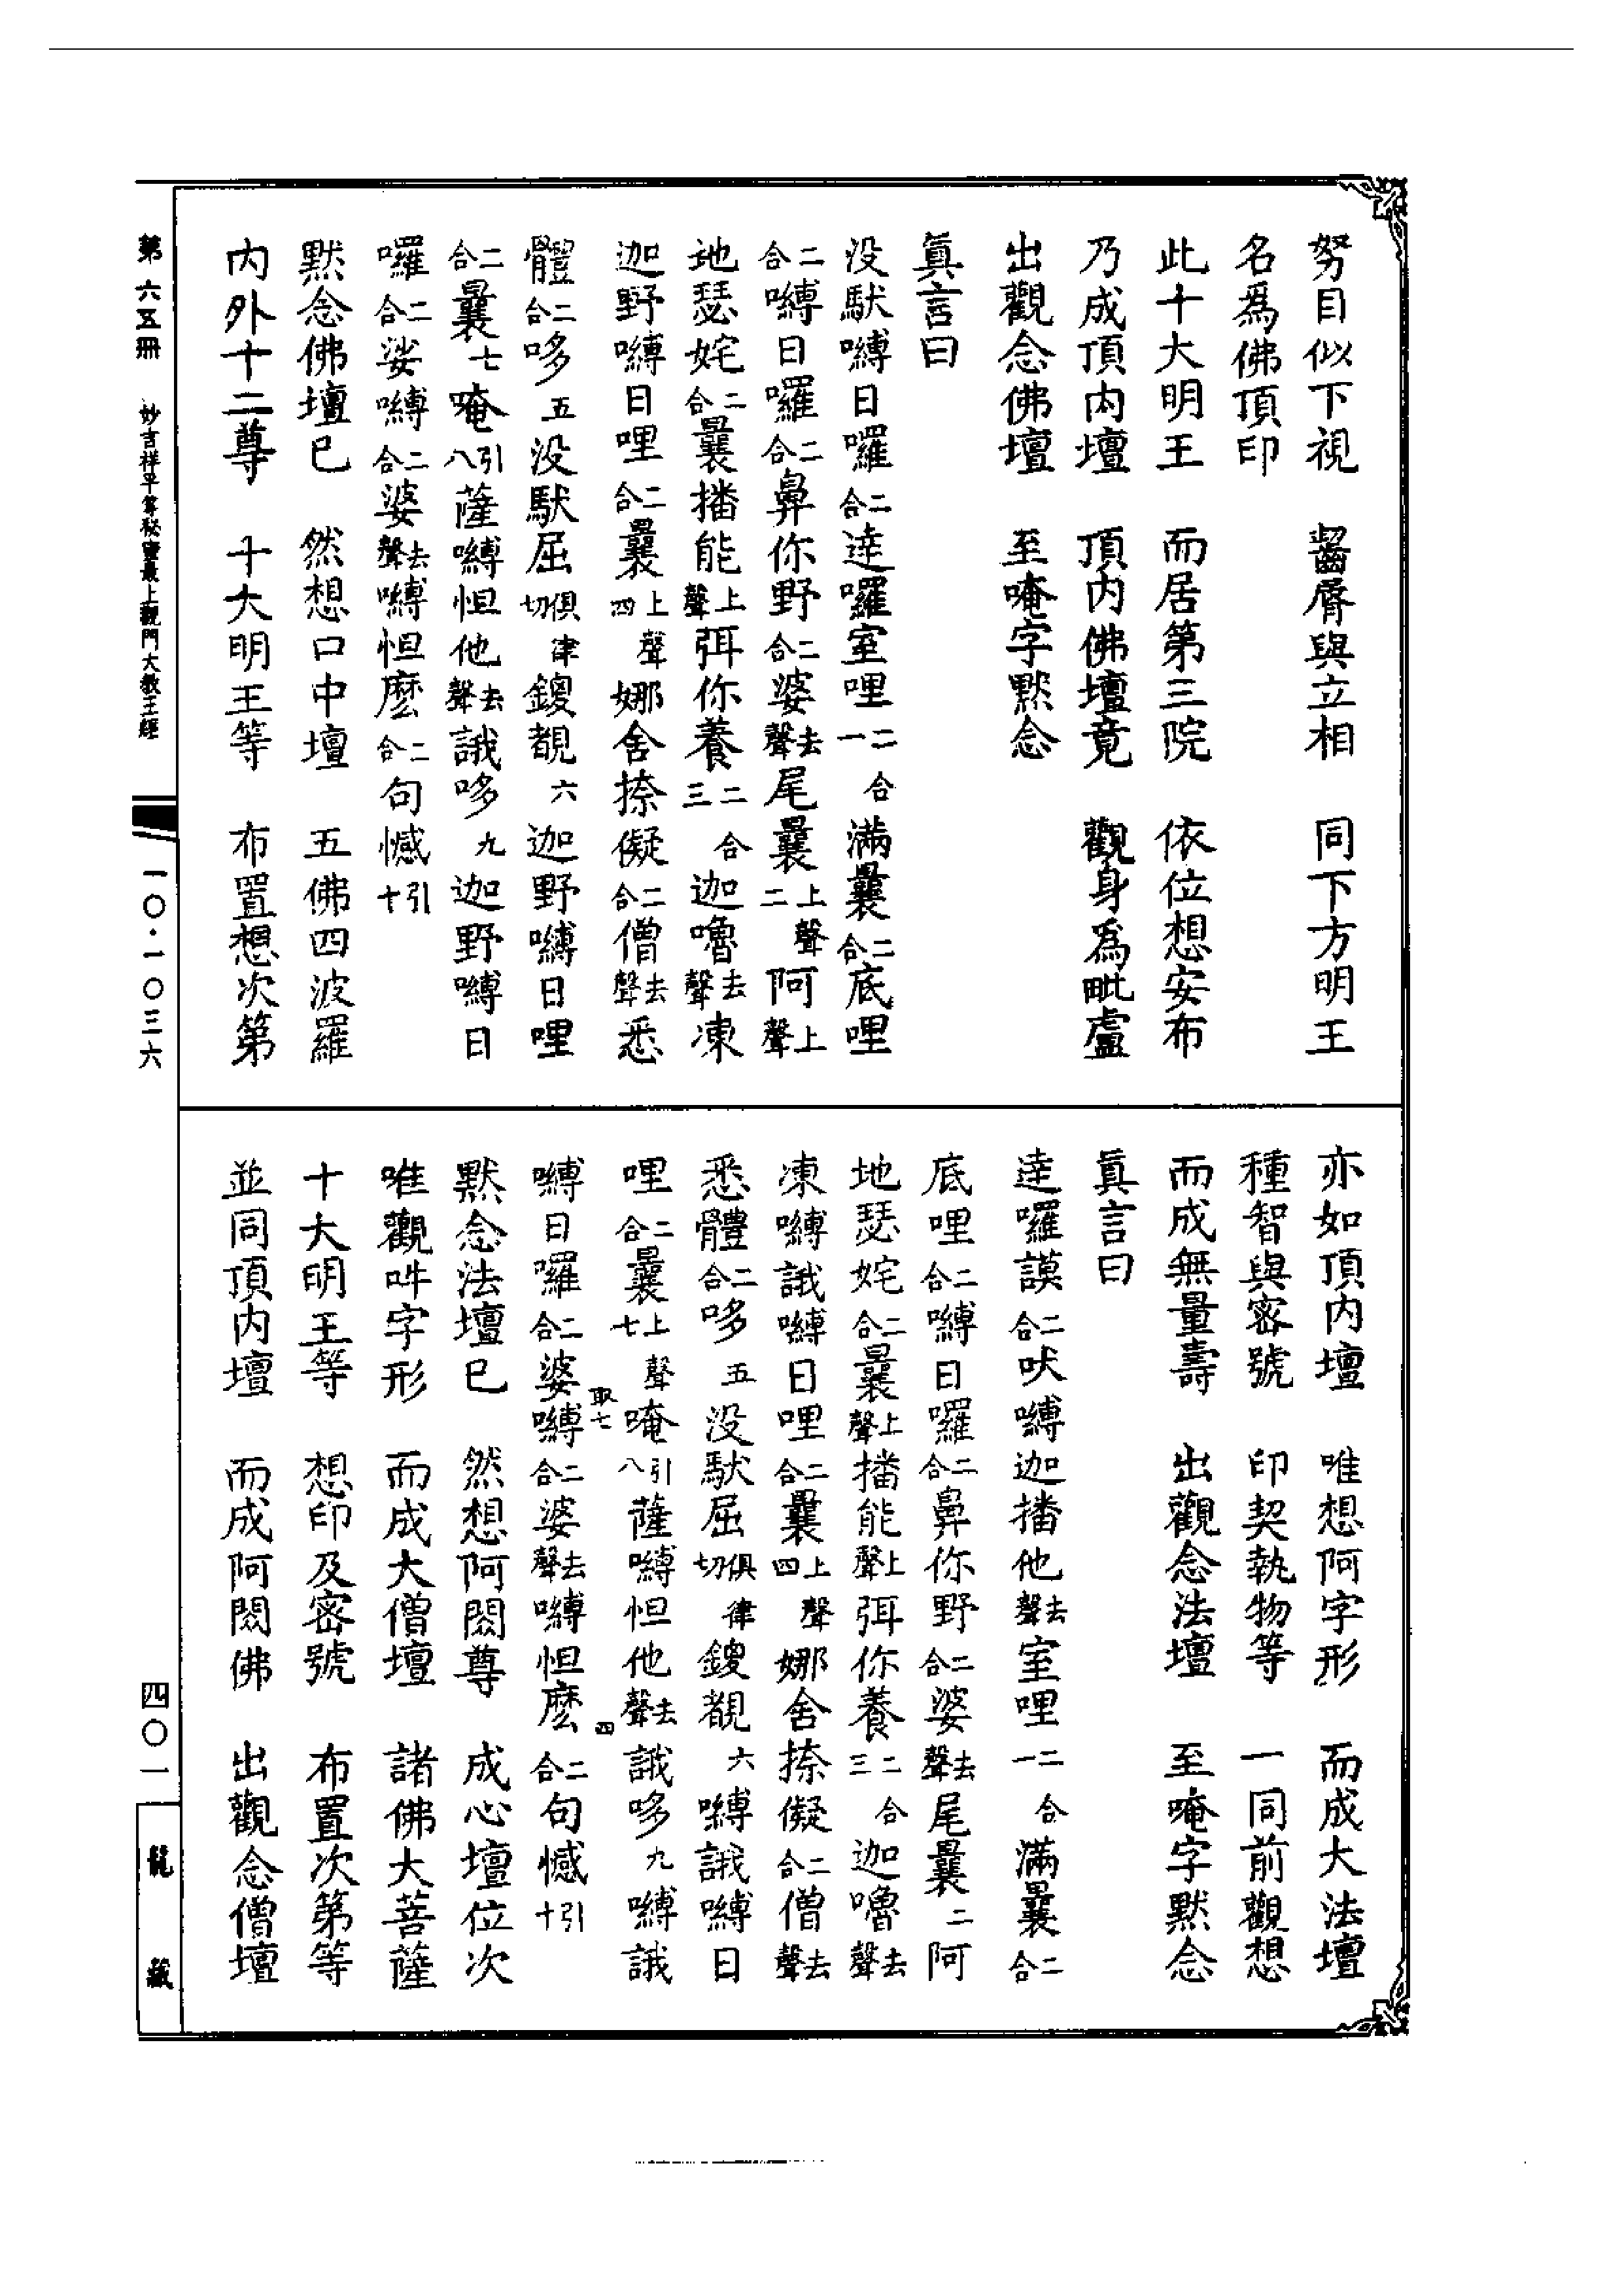 努目似下視　齧脣與立相　同下方明王
名爲佛頂印
此十大明王　而居第三院　依位想安布
乃成頂內壇　頂內佛壇竟　觀身爲毗盧
出觀念佛壇　至唵字默念
眞言曰
没馱嚩日囉二合達囉室哩二合一滿曩二合底哩
二合嚩日囉二合鼻你野二合婆去聲尾曩上聲二阿上聲
地瑟姹二合曩播能上聲弭你養二合三迦嚕去聲凍
迦野嚩日哩二合曩上聲四娜舍捺儗二合僧去聲悉
體二合哆五没馱屈俱律切鑁覩六迦野嚩日哩
二合曩七唵引八薩嚩怛他去聲誐哆九迦野嚩日
囉二合娑嚩二合婆去聲嚩怛麽二合句憾引十
默念佛壇已　然想口中壇　五佛四波羅
內外十二尊　十大明王等　布置想次第
亦如頂內壇　唯想阿字形　而成大法壇
種智與密號　印契執物等　一同前觀想
而成無量壽　出觀念法壇　至唵字默念
眞言曰
達囉謨二合吠嚩迦播他去聲室哩二合一滿曩二合
底哩二合嚩日囉二合鼻你野二合婆去聲尾曩二阿
地瑟姹二合曩上聲播能上聲弭你養二合三迦嚕去聲
凍嚩誐嚩日哩二合曩上聲四娜舍捺儗二合僧去聲
悉體二合哆五没馱屈俱律切鑁覩六嚩誐嚩日
哩二合曩上聲七唵引八薩嚩怛他去聲誐哆九嚩誐
嚩日囉二合娑嚩二合婆去聲嚩怛麽二合句憾引十
默念法壇已　然想阿閦尊　成心壇位次
唯觀吽字形　而成大僧壇　諸佛大菩薩
十大明王等　想印及密號　布置次第等
並同頂內壇　而成阿閦佛　出觀念僧壇
取七
四
第六五冊　妙吉祥平等秘密最上觀門大教王經
一〇·一〇三六
四〇一
龍藏